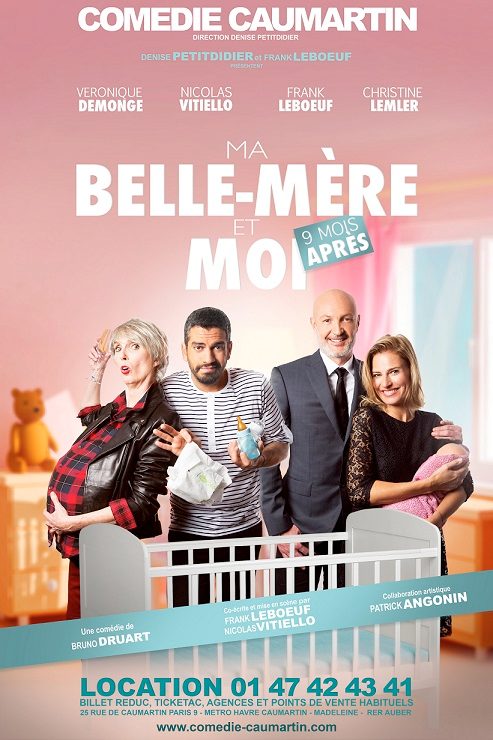 COMEDIE CAUMARTIN
DIRECTION DENISE PETITDIDIER
DENISE PETITDIDIER ET FRANK LEBOEUF
PRÉSENTENT
VERONIQUE DEMONGE
NICOLAS VITIELLO
FRANK LEBOEUF
CHRISTINE LEMLER
MA
BELLE-MÈRE
ET
MOI
9 MOIS
APRÈS
Une comédie de
BRUNO DRUART
Co-écrite et mise en scène par
FRANK LEBOEUF
NICOLAS VITIELLO
Collaboration artistique
PATRICK ANGONIN
LOCATION 01 47 42 43 41
BILLET REDUC, TICKETAC, AGENCES ET POINTS DE VENTE HABITUELS
25 RUE DE CAUMARTIN PARIS 9 - METRO HAVRE CAUMARTIN - MADELEINE - RER AUBER
www.comedie-caumartin.com